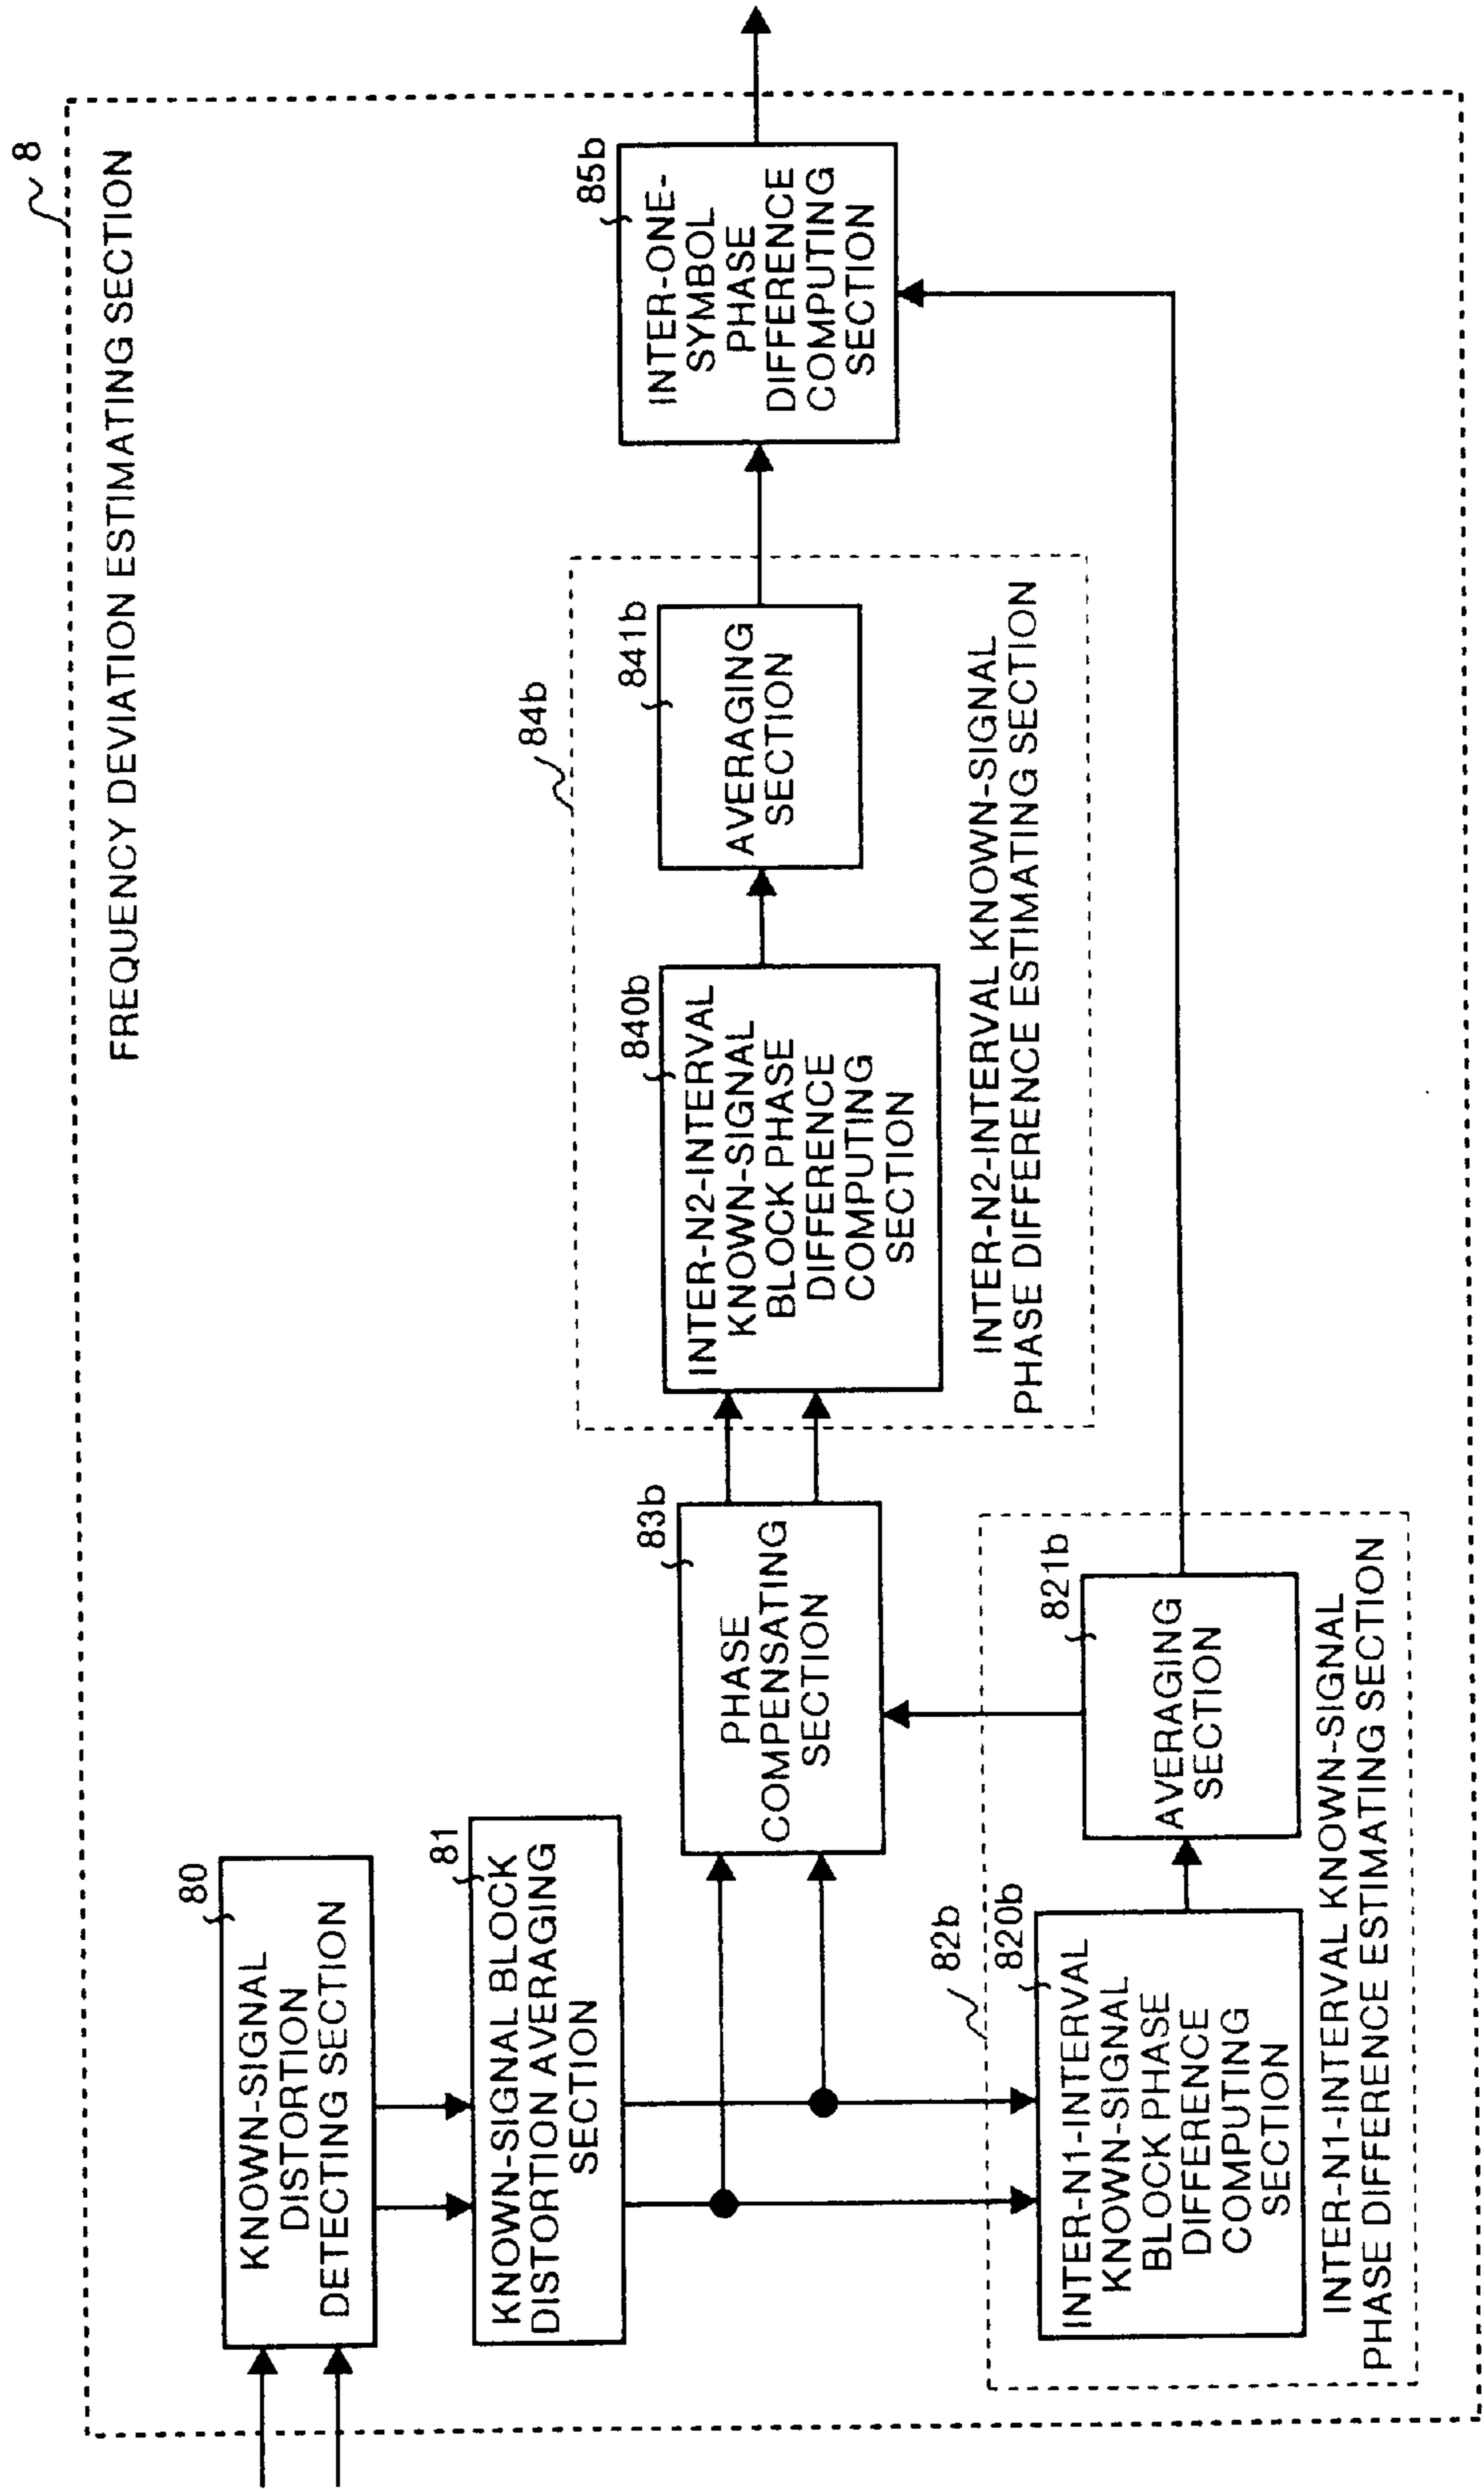 8
FREQUENCY DEVIATION ESTIMATING SECTION
80
KNOWN-SIGNAL
DISTORTION
DETECTING SECTION
81
KNOWN-SIGNAL BLOCK
DISTORTION AVERAGING
SECTION
82b
820b
INTER-N1-INTERVAL
KNOWN-SIGNAL
BLOCK PHASE
DIFFERENCE
COMPUTING
SECTION
821b
AVERAGING
SECTION
INTER-N1-INTERVAL KNOWN-SIGNAL
PHASE DIFFERENCE ESTIMATING SECTION
83b
PHASE
COMPENSATING
SECTION
84b
840b
INTER-N2-INTERVAL
KNOWN-SIGNAL
BLOCK PHASE
DIFFERENCE
COMPUTING
SECTION
841b
AVERAGING
SECTION
INTER-N2-INTERVAL KNOWN-SIGNAL
PHASE DIFFERENCE ESTIMATING SECTION
85b
INTER-ONE-
SYMBOL
PHASE
DIFFERENCE
COMPUTING
SECTION